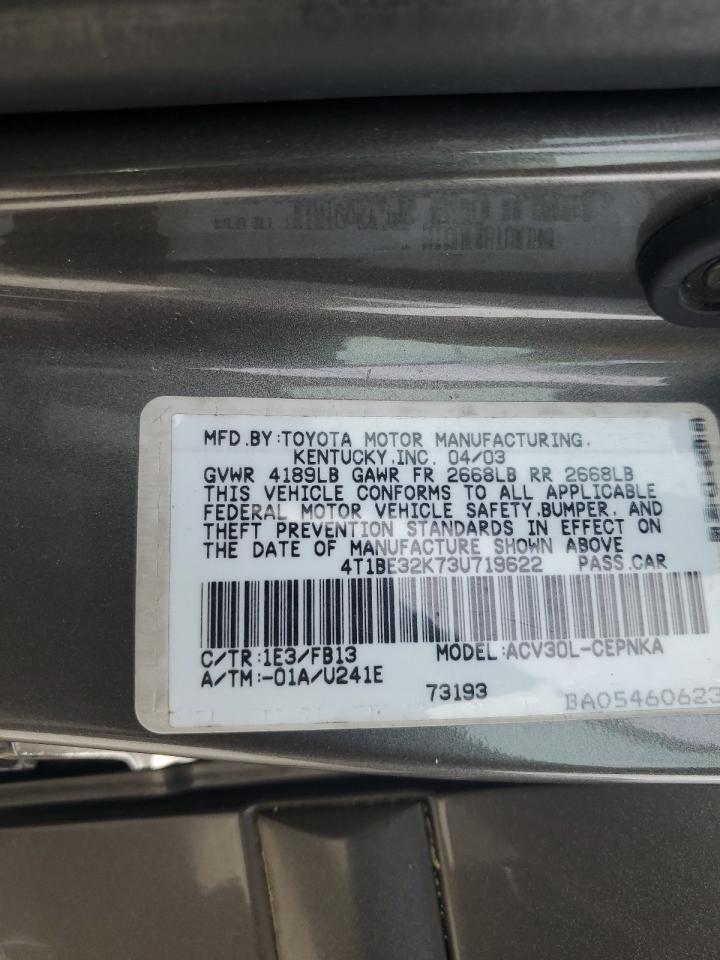 MFD.BY:TOYOTA MOTOR MANUFACTURING.
KENTUCKY.INC. 04/03
GVWR 4189LB GAWR FR 2668LB RR 2668LB
THIS VEHICLE CONFORMS TO ALL APPLICABLE
FEDERAL MOTOR VEHICLE SAFETY.BUMPER. AND
THEFT PREVENTION STANDARDS IN EFFECT ON
THE DATE OF MANUFACTURE SHOWN ABOVE
4T1BE32K73U719622 PASS.CAR
C/TR:1E3/FB13 MODEL:ACV30L-CEPNKA
A/TM:-01A/U241E
73193 BA05460623